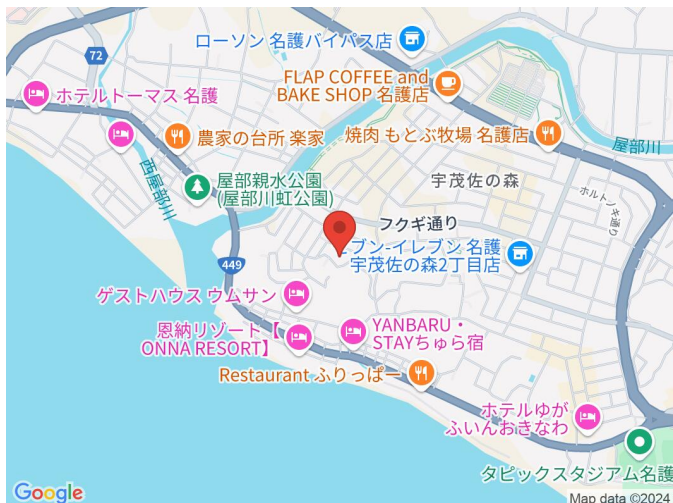 ローソン 名護バイパス店
72
FLAP COFFEE and
BAKE SHOP 名護店
ホテルトーマス 名護
農家の台所 楽家
焼肉 もとぶ牧場 名護店
屋部川
西屋部川
屋部親水公園
(屋部川虹公園)
宇茂佐の森
ホルトノキ通り
フクギ通り
ブン-イレブン 名護
宇茂佐の森2丁目店
449
ゲストハウス ウムサン
恩納リゾート【
ONNA RESORT】
YANBARU・
STAYちゅら宿
Restaurant ふりっぱー
ホテルゆが
ふいんおきなわ
タピックスタジアム名護
Google
Map data ©2024